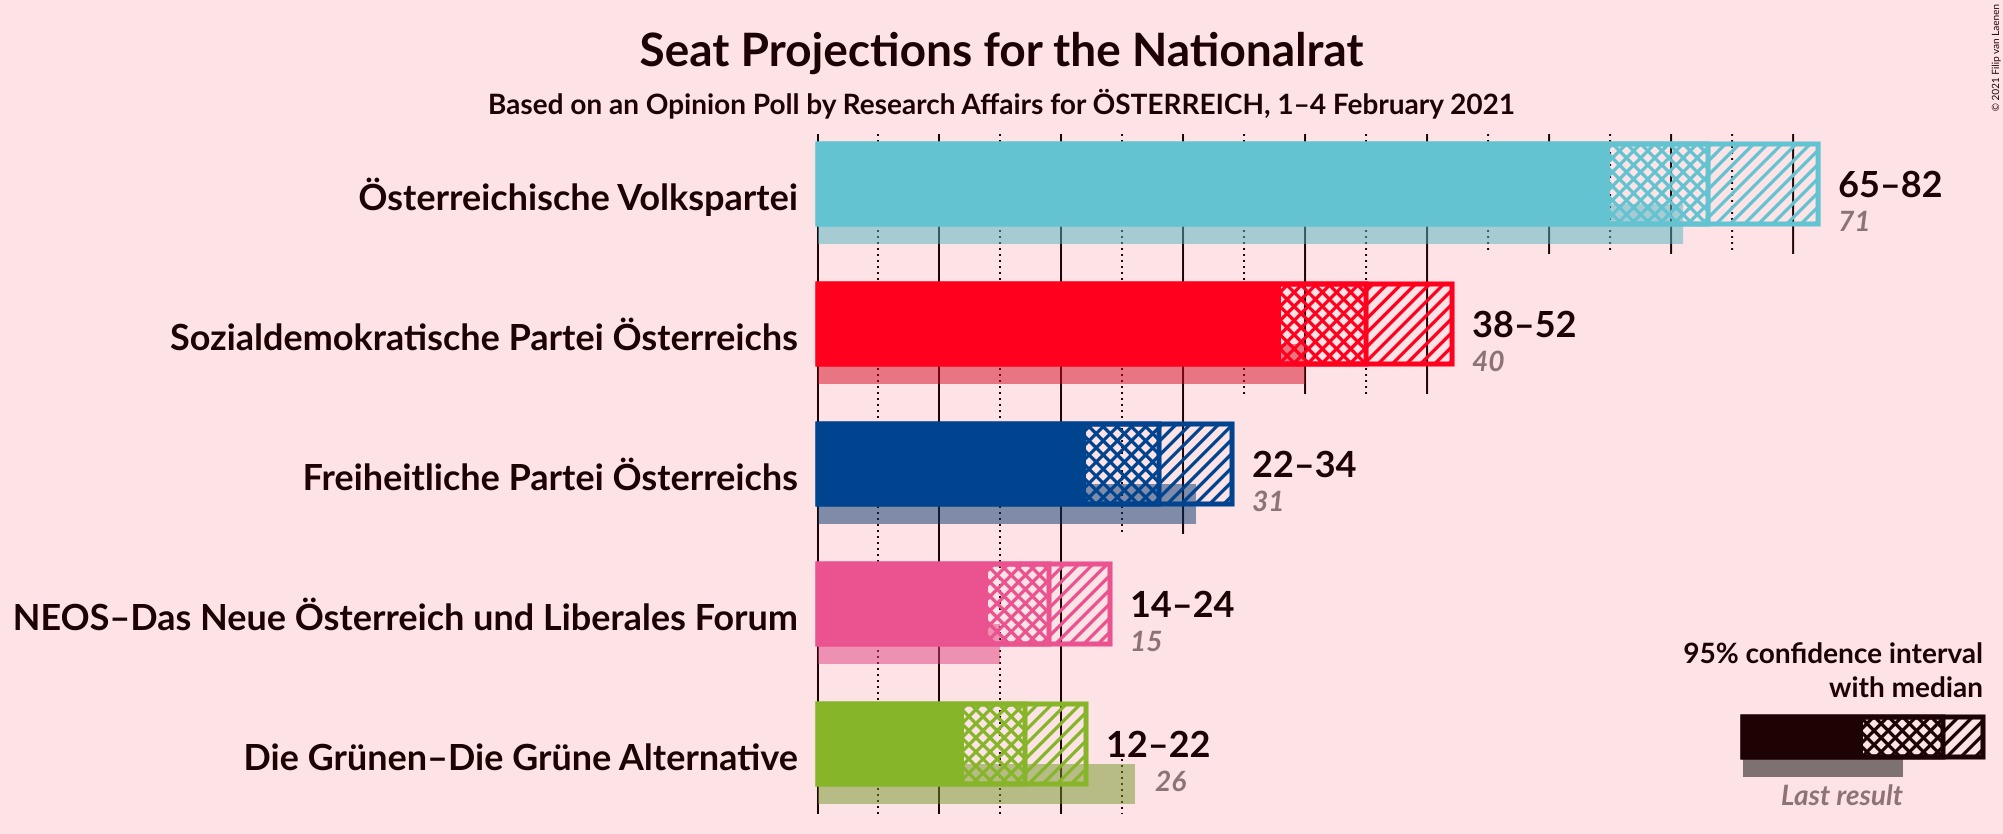 Seat Projections for the Nationalrat
Based on an Opinion Poll by Research Affairs for ÖSTERREICH, 1–4 February 2021
© 2021 Filip van Laenen
Österreichische Volkspartei
65–82
71
Sozialdemokratische Partei Österreichs
38–52
40
Freiheitliche Partei Österreichs
22–34
31
NEOS–Das Neue Österreich und Liberales Forum
14–24
15
Die Grünen–Die Grüne Alternative
12–22
26
95% confidence interval
with median
Last result